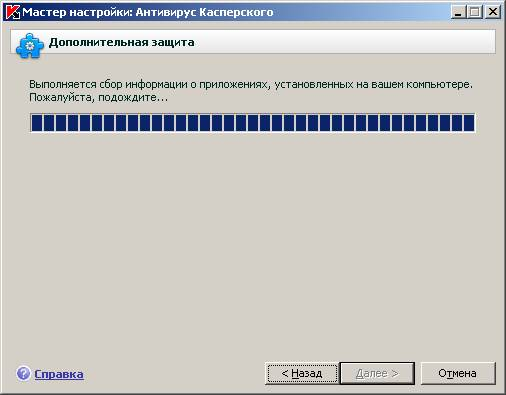 Мастер настройки: Антивирус Касперского
Дополнительная защита
Выполняется сбор информации о приложениях, установленных на вашем компьютере.
Пожалуйста, подождите...
Справка
< Назад
Далее >
Отмена